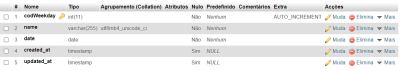 # Nome Tipo Agrupamento (Collation) Atributos Nulo Predefinido Comentários Extra Acções
1 codWeekday int(11) Não Nenhum AUTO_INCREMENT Muda Elimina Mais
2 name varchar(255) utf8mb4_unicode_ci Não Nenhum Muda Elimina Mais
3 date date Não Nenhum Muda Elimina Mais
4 created_at timestamp Sim NULL Muda Elimina Mais
5 updated_at timestamp Sim NULL Muda Elimina Mais